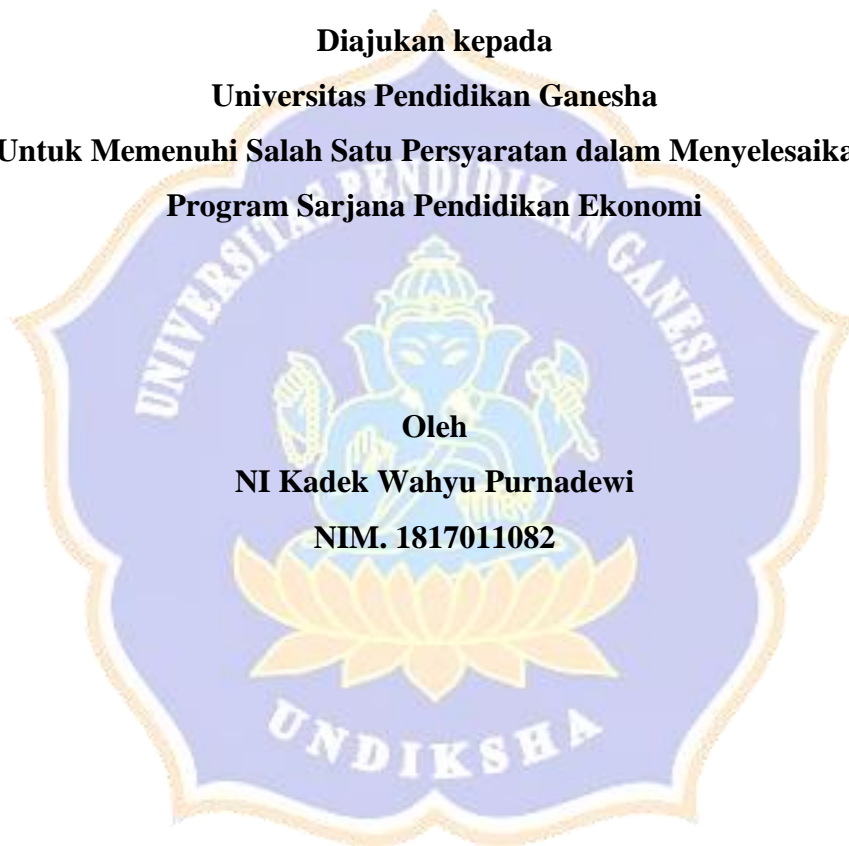 Diajukan kepada
Universitas Pendidikan Ganesha
Untuk Memenuhi Salah Satu Persyaratan dalam Menyelesaika
Program Sarjana Pendidikan Ekonomi
UNIVERSITAS PENDIDIKAN GANESHA
Oleh
NI Kadek Wahyu Purnadewi
NIM. 1817011082
UNDIKSHA